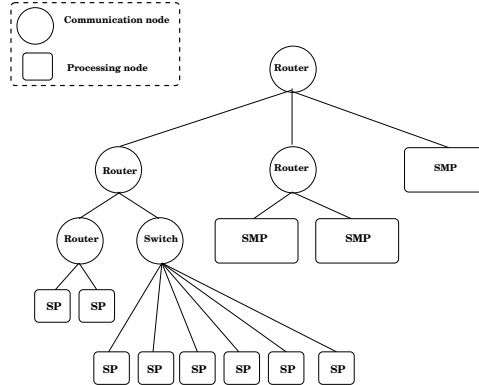 Communication node
Processing node
Router
Router
Router
SMP
Router
Switch
SMP
SMP
SP
SP
SP
SP
SP
SP
SP
SP